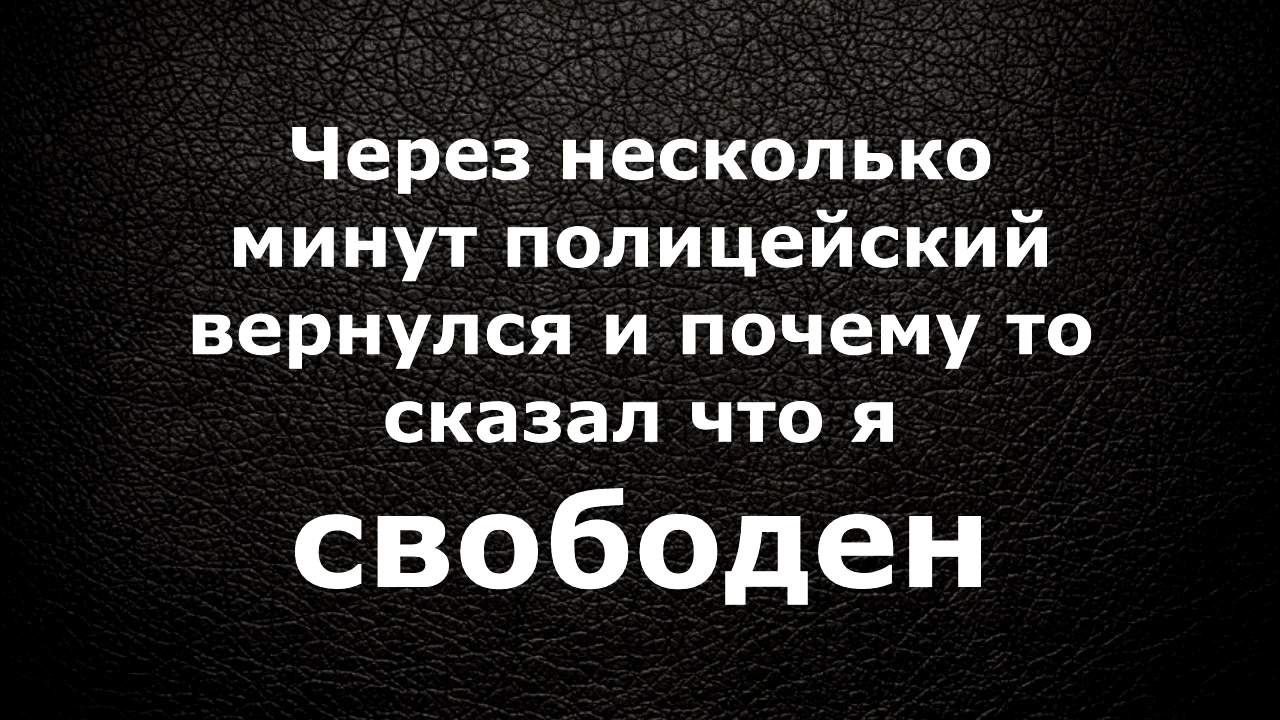 Через несколько
минут полицейский
вернулся и почему то
сказал что я
свободен